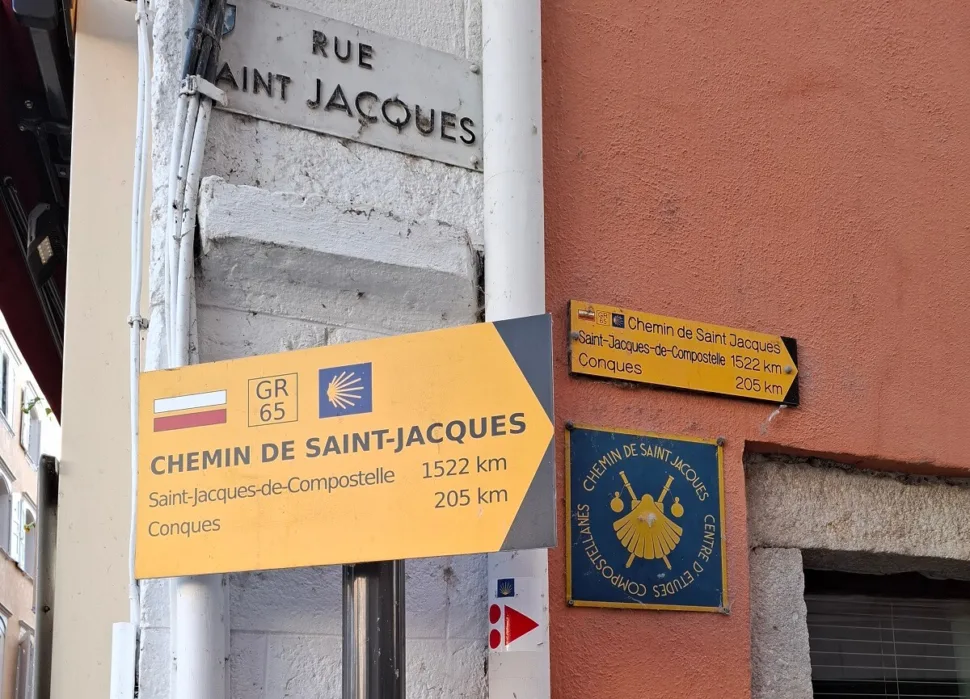 RUE
AINT JACQUES
GR
65
CHEMIN DE SAINT-JACQUES
Saint-Jacques-de-Compostelle 1522 km
Conques 205 km
Chemin de Saint Jacques
Saint-Jacques-de-Compostelle 1522 km
Conques
205 km
CHEMIN DE SAINT JACQUES
CENTRE D'ETUDES COMPOSTELLANES